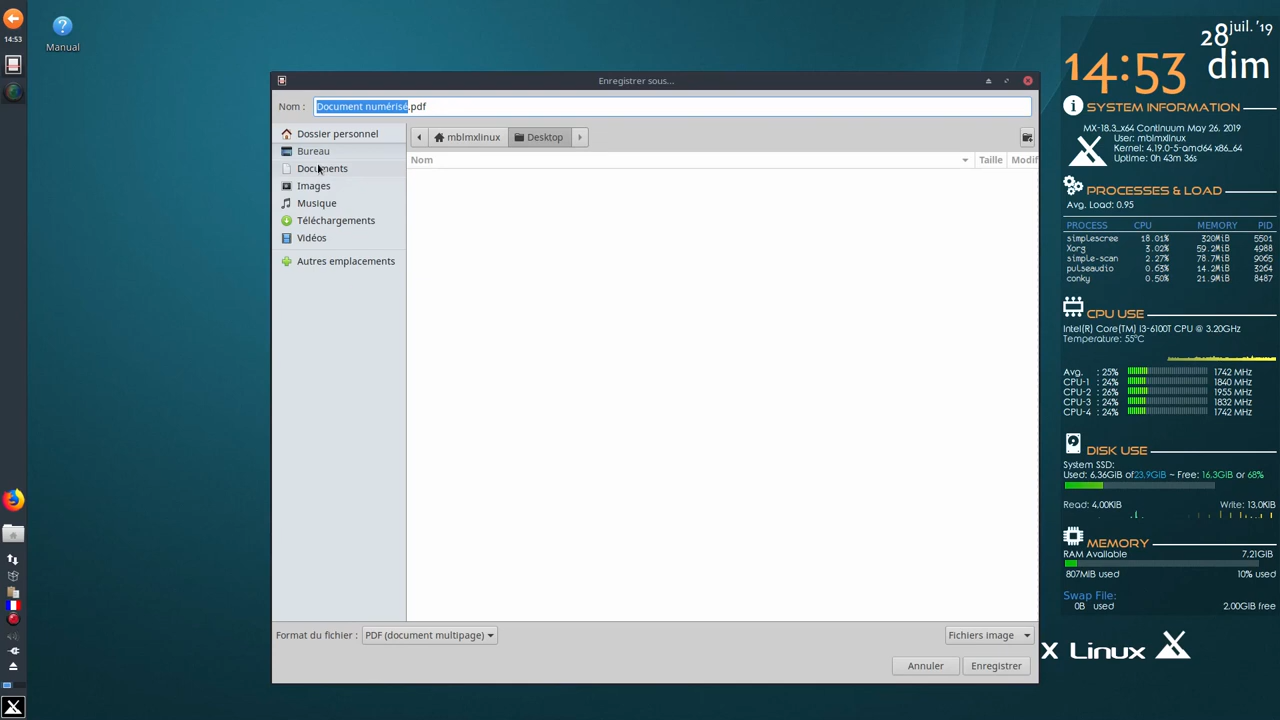 14:53
Manual
Enregistrer sous...
Nom :
Document numérisé.pdf
Dossier personnel
Bureau
Documents
Images
Musique
Téléchargements
Vidéos
Autres emplacements
mblmxlinux
Desktop
Nom
Taille
Modif
Format du fichier :
PDF (document multipage)
Fichiers image
Annuler
Enregistrer
14:53
28
juil. '19
dim
SYSTEM INFORMATION
MX-18.3_x64 Continuum May 26. 2019
User: mblmxlinux
Kernel: 4.19.0-5-amd64 x86_64
Uptime: 0h 43m 36s
PROCESSES & LOAD
Avg. Load: 0.95
PROCESS CPU MEMORY PID
simplescree 18.01% 320MiB 5501
Xorg 3.02% 59.2MiB 4988
simple-scan 2.27% 78.7MiB 9065
pulseaudio 0.63% 14.2MiB 3264
conky 0.50% 21.9MiB 8487
CPU USE
Intel(R) Core(TM) i3-6100T CPU @ 3.20GHz
Temperature: 55°C
Avg. : 25% 1742 MHz
CPU-1 : 24% 1840 MHz
CPU-2 : 26% 1955 MHz
CPU-3 : 24% 1832 MHz
CPU-4 : 24% 1742 MHz
DISK USE
System SSD:
Used: 6.36GiB of23,9GiB ~ Free: 16.3GiB or 68%
Read: 4.00KiB
Write: 13.0KiB
MEMORY
RAM Available 7.21GiB
807MiB used 10% used
Swap File:
0B used 2.00GiB free
X Linux